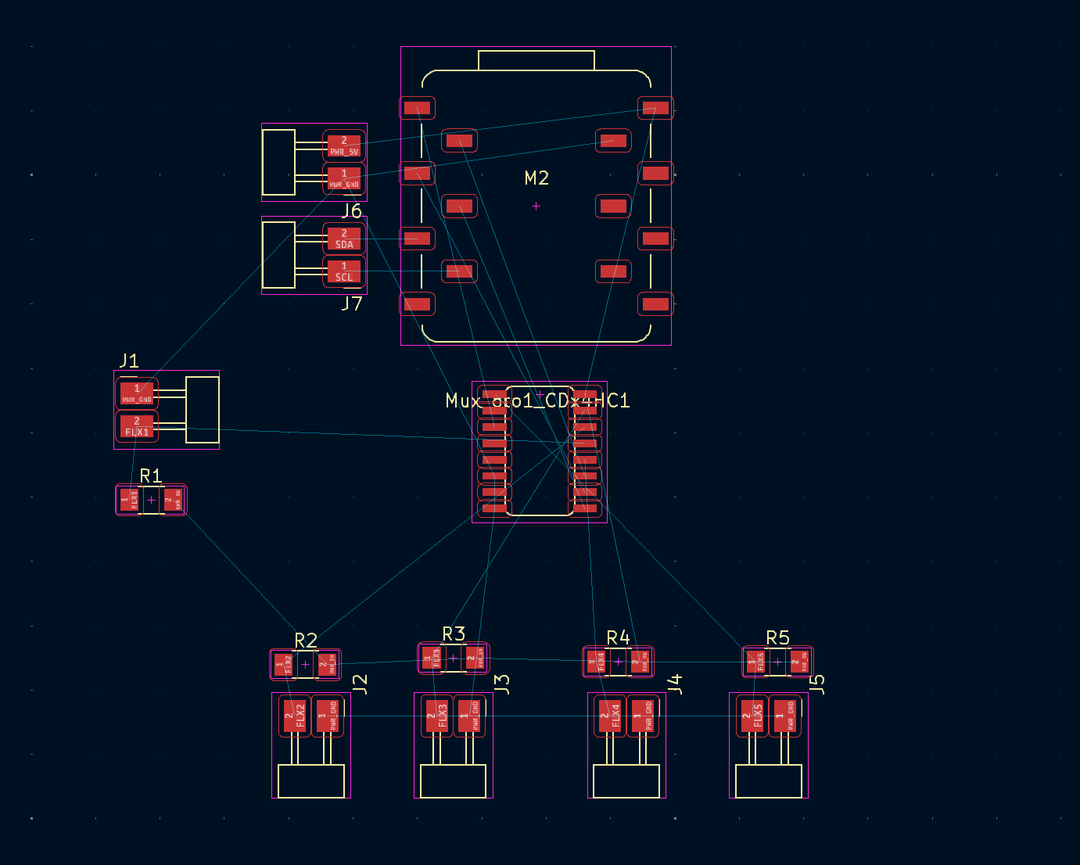 M2
2
PWR_5V
1
PWR_GND
J6
2
SDA
1
SCL
J7
J1
1
PWR_GND
2
FLX1
R1
1
FLX1
2
PWR_5V
R2
1
FLX2
2
PWR_5V
R3
1
FLX3
2
PWR_5V
R4
1
FLX4
2
PWR_5V
R5
1
FLX5
2
PWR_5V
J2
2
FLX2
1
PWR_GND
J3
2
FLX3
1
PWR_GND
J4
2
FLX4
1
PWR_GND
J5
2
FLX5
1
PWR_GND